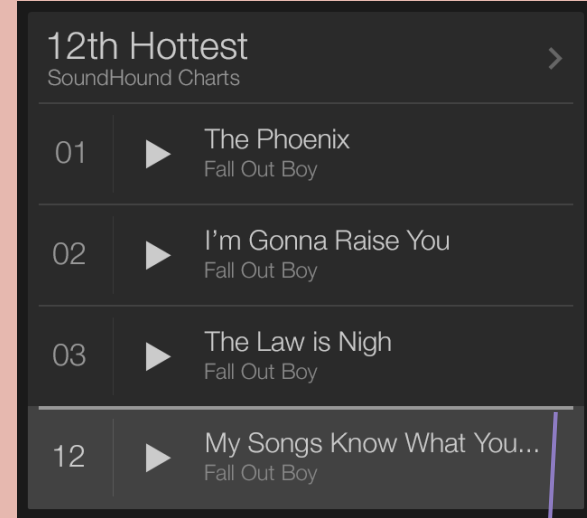 12th Hottest
SoundHound Charts
01
The Phoenix
Fall Out Boy
02
I’m Gonna Raise You
Fall Out Boy
03
The Law is Nigh
Fall Out Boy
12
My Songs Know What You...
Fall Out Boy